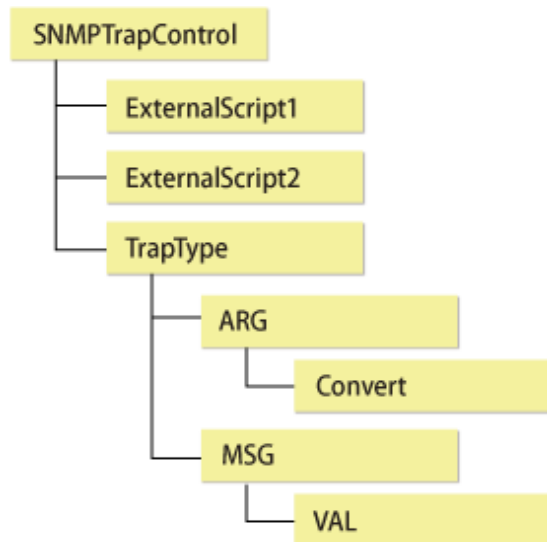 SNMPTrapControl
ExternalScript1
ExternalScript2
TrapType
ARG
Convert
MSG
VAL